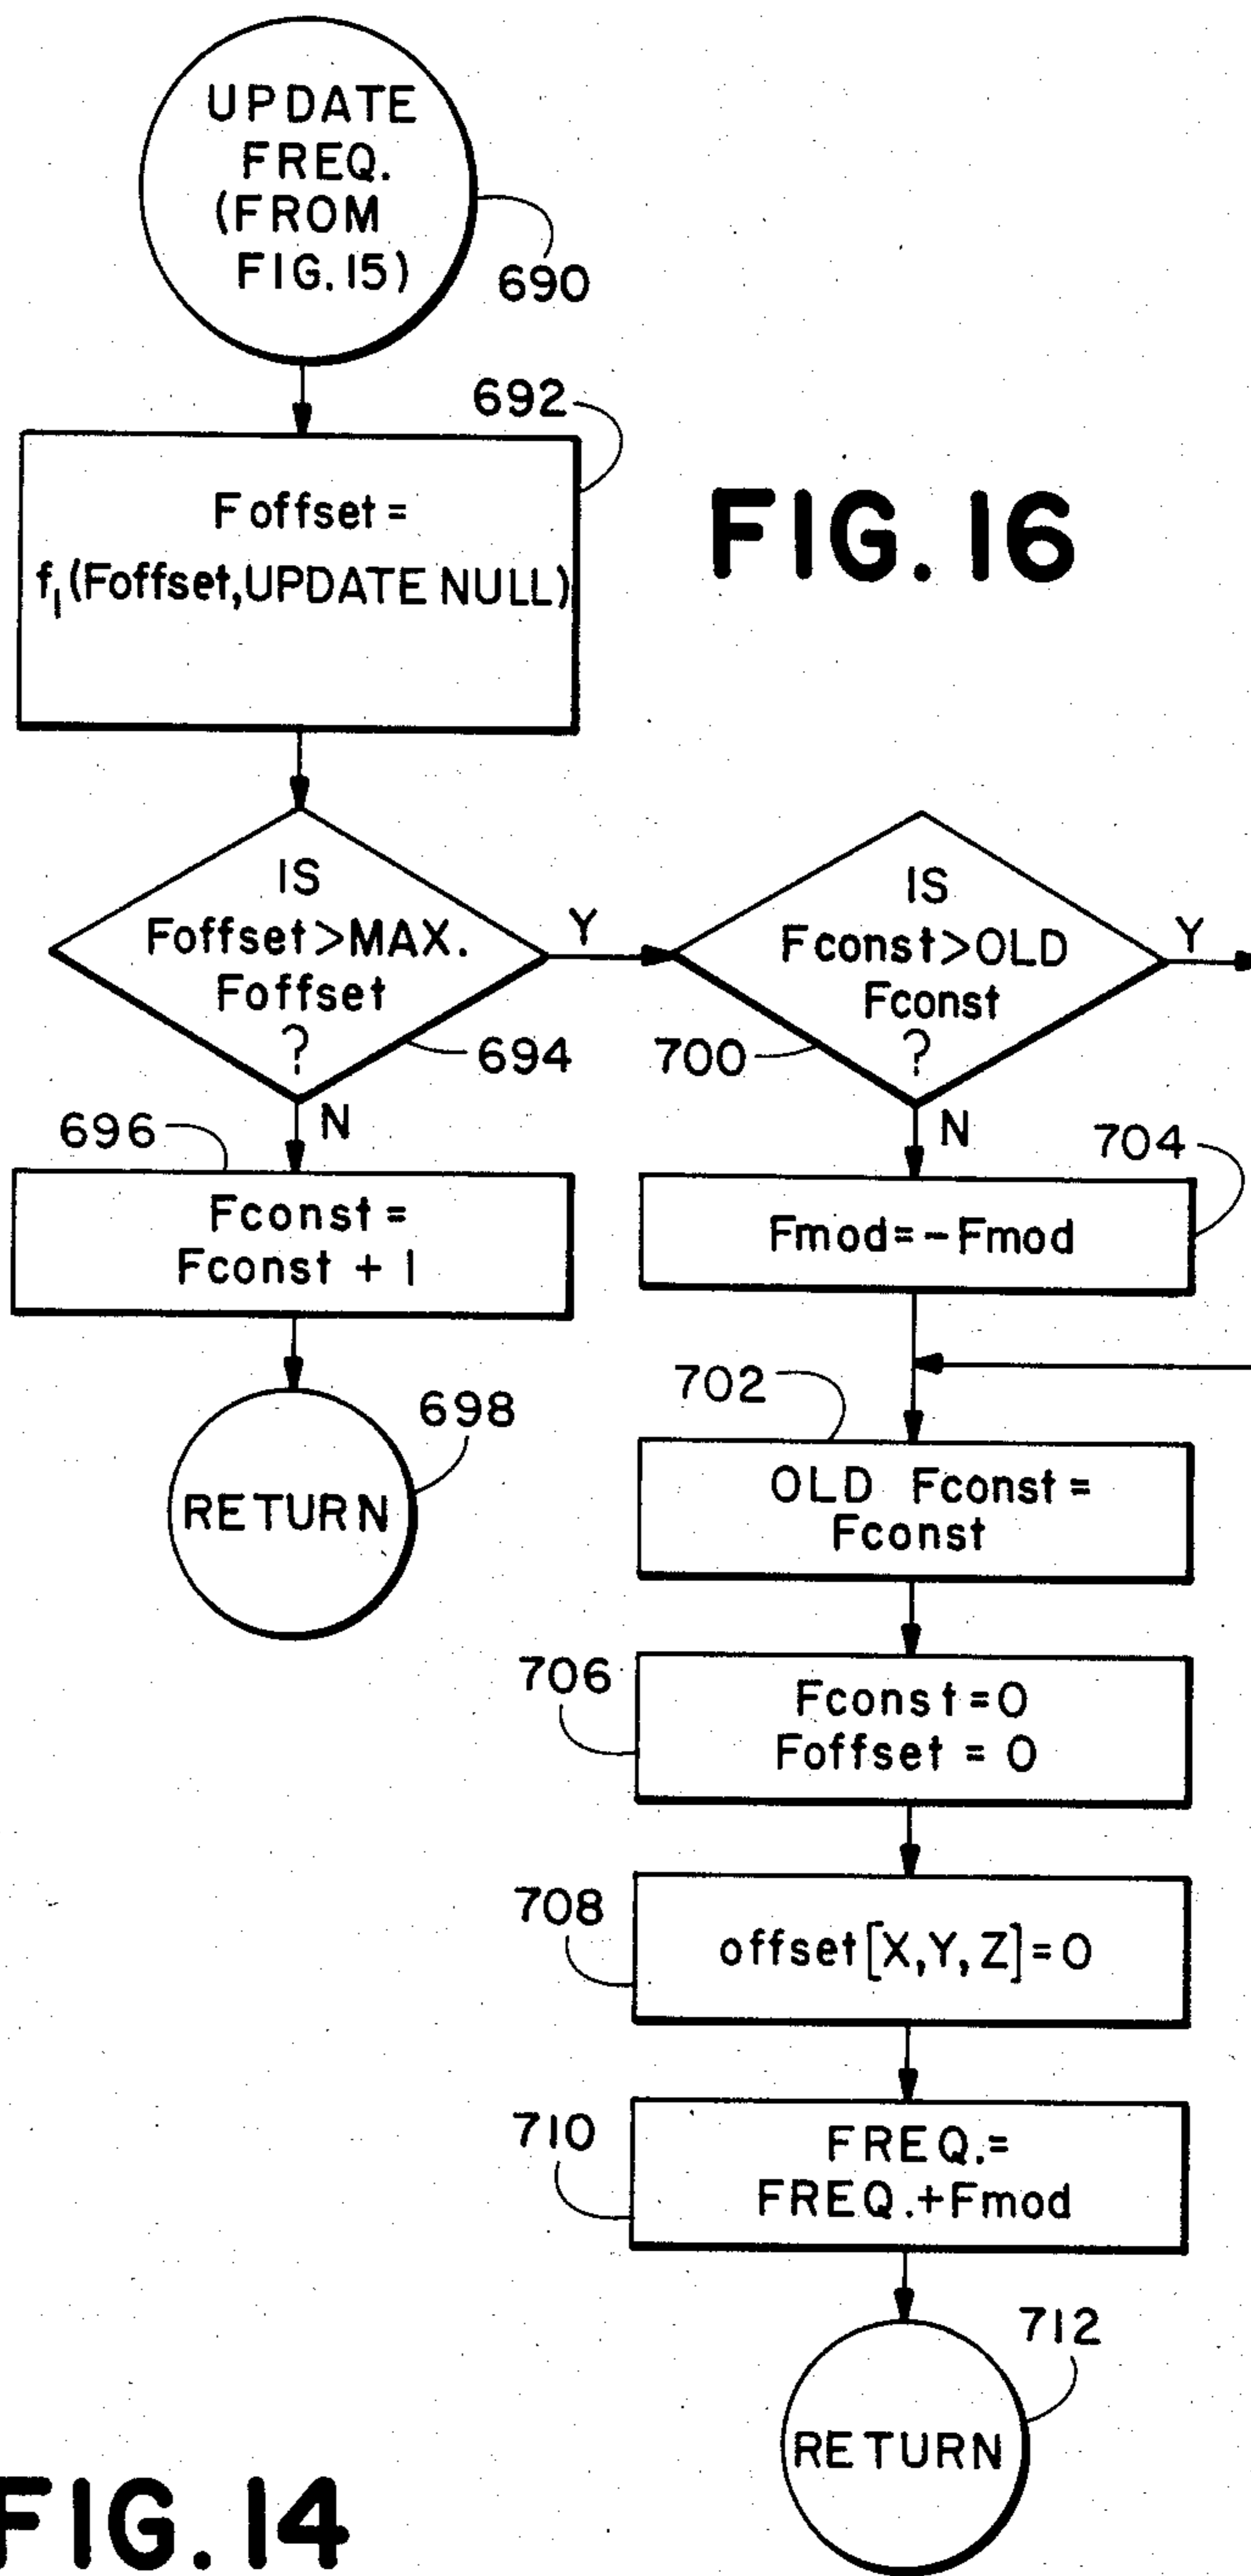 UPDATE
FREQ.
(FROM
FIG. 15)
690
692
Foffset =
f₁(Foffset,UPDATE NULL)
FIG. 16
IS
Foffset>MAX.
Foffset
?
694
Y
N
IS
Fconst>OLD
Fconst
?
700
Y
N
696
Fconst =
Fconst + 1
698
RETURN
704
Fmod=-Fmod
702
OLD Fconst=
Fconst
706
Fconst=0
Foffset = 0
708
offset[X,Y,Z]=0
710
FREQ.=
FREQ.+Fmod
712
RETURN
FIG. 14